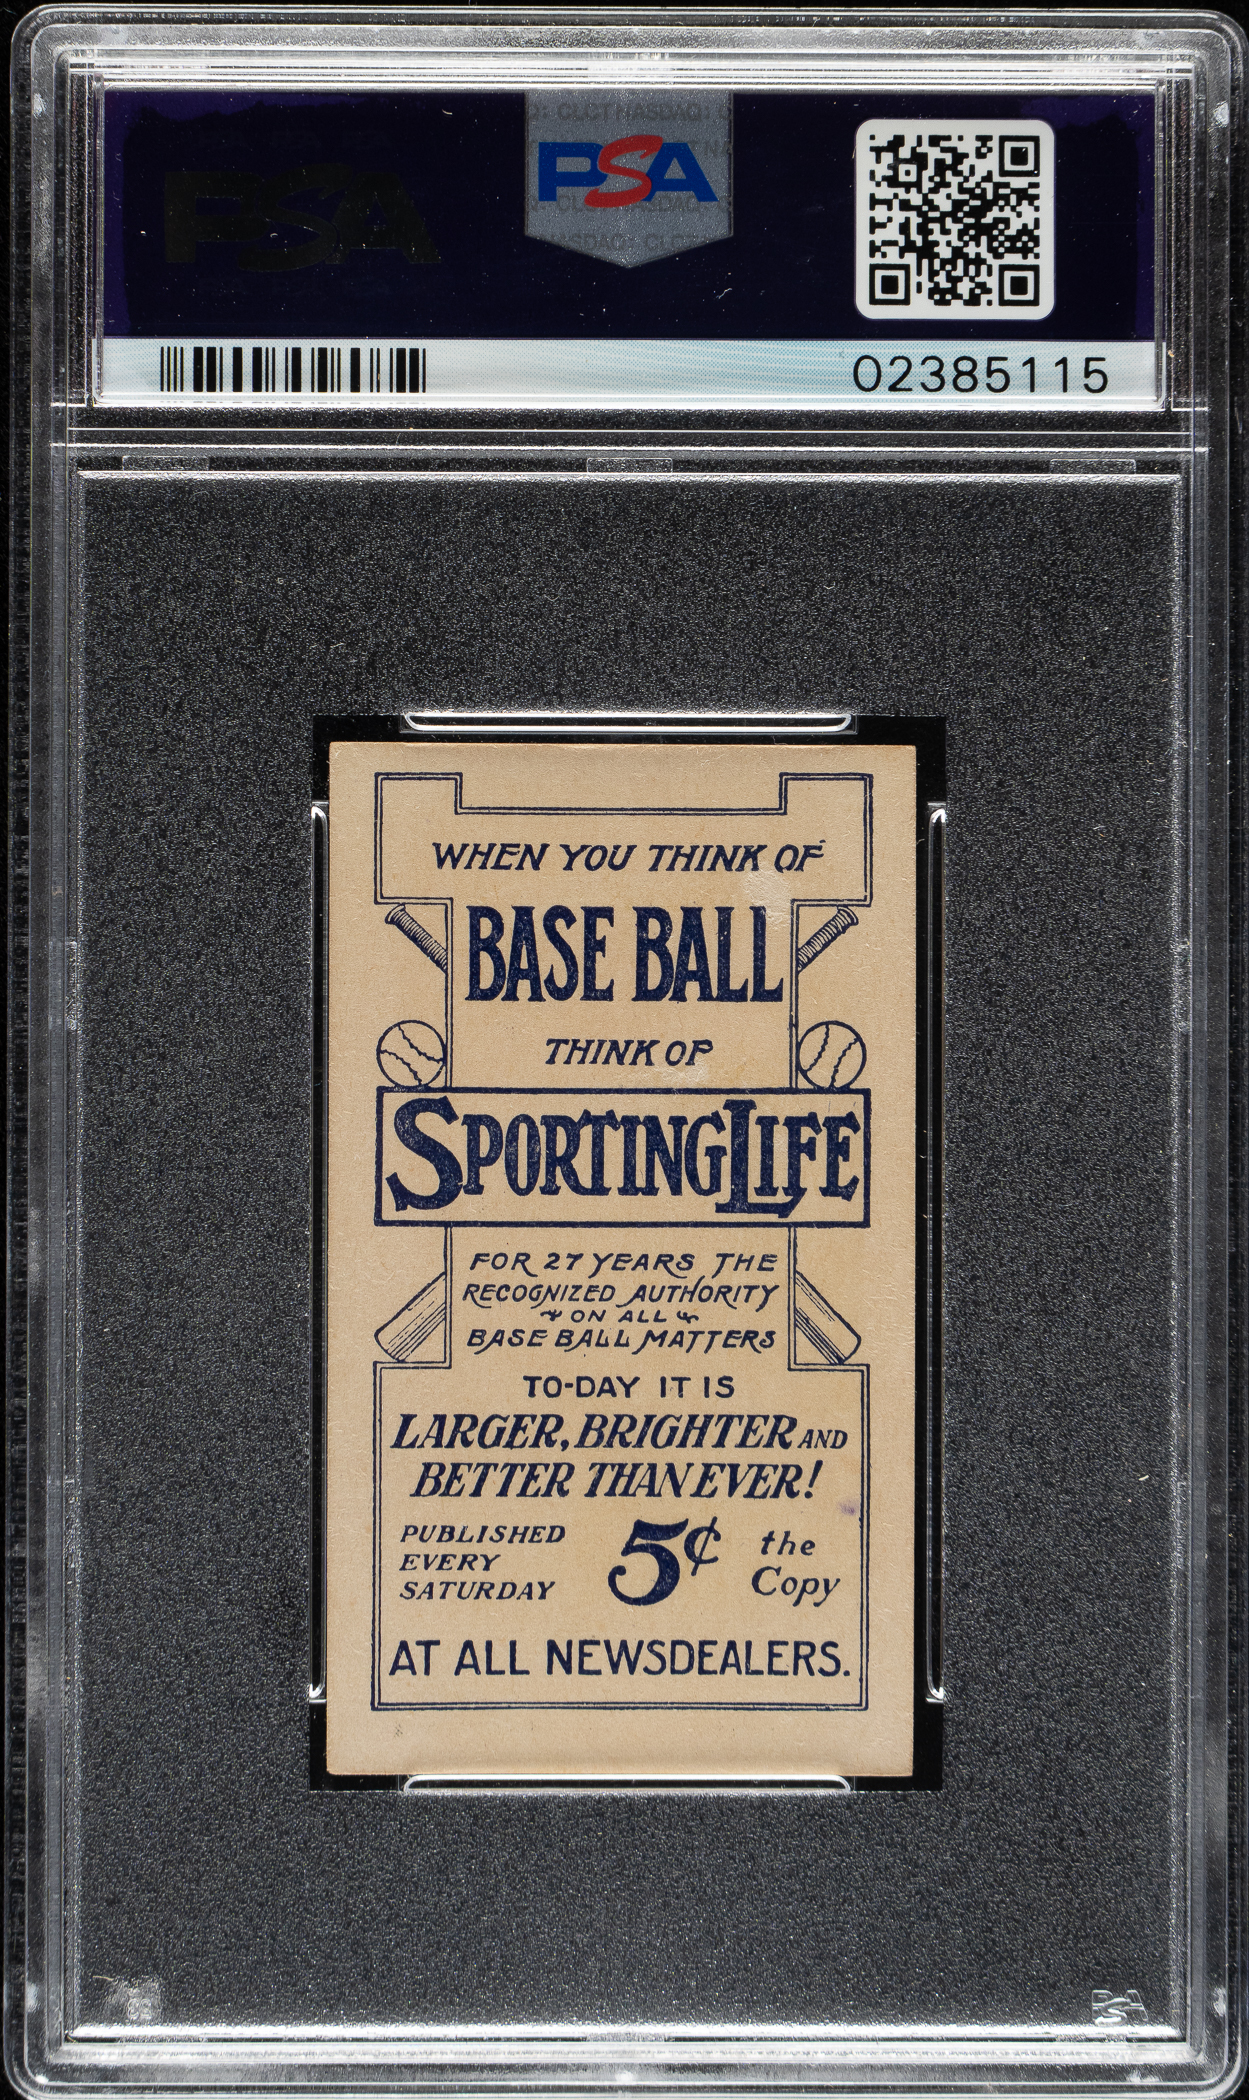 PSA
PSA
02385115
WHEN YOU THINK OF
BASE BALL
THINK OF
SPORTING LIFE
FOR 27 YEARS THE
RECOGNIZED AUTHORITY
ON ALL
BASE BALL MATTERS
TO-DAY IT IS
LARGER, BRIGHTER AND
BETTER THAN EVER!
PUBLISHED
EVERY
SATURDAY
5¢
the
Copy
AT ALL NEWSDEALERS.
PSA